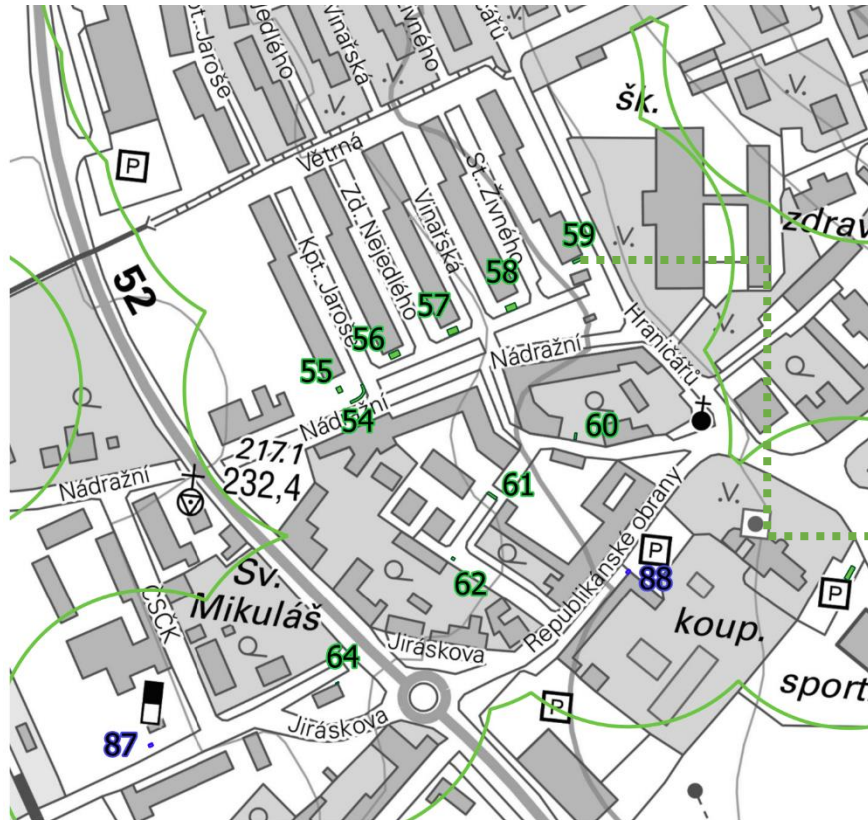 Kpt. Jaroše
Nejedlého
Vinařská
Živného
šk.
P
Větrná
St. Živného
Vinařská
Zd. Nejedlého
Kpt. Jaroše
59
zdrav
58
52
57
56
Nádražní
Hraničářů
55
54
Nádražní
60
217.1
232,4
Nádražní
61
Republikánské obrany
P
88
62
P
Sv.
Mikuláš
ČSČK
koup.
64
Jiráskova
sport
P
Jiráskova
87